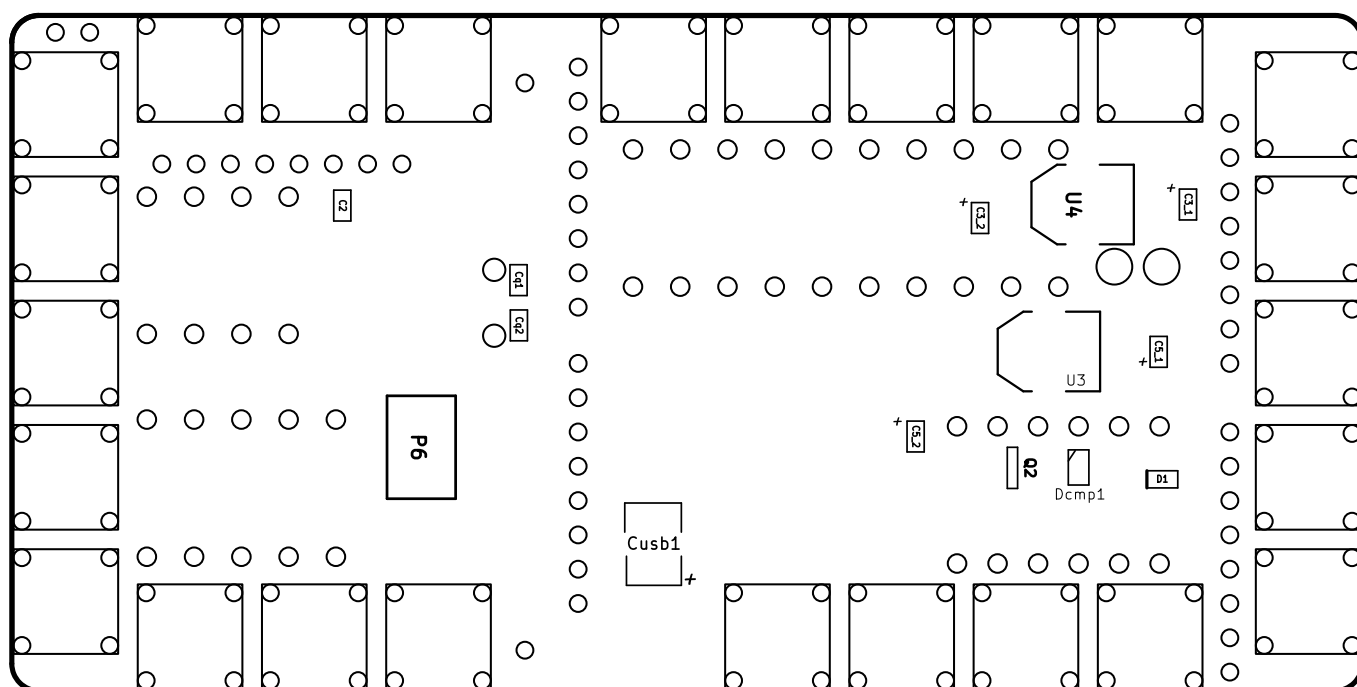 C2
+
C3_2
U4
+
C3_1
Cq1
Cq2
U3
+
C5_1
P6
+
C5_2
Q2
Dcmp1
D1
Cusb1
+